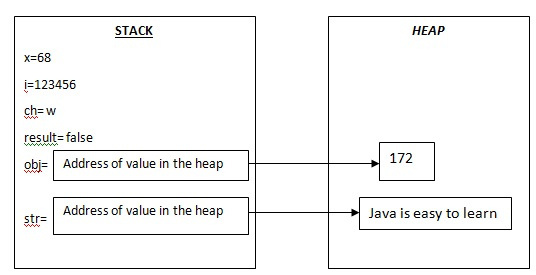 STACK
x=68
i=123456
ch= w
result= false
obj= Address of value in the heap
str= Address of value in the heap
HEAP
172
Java is easy to learn